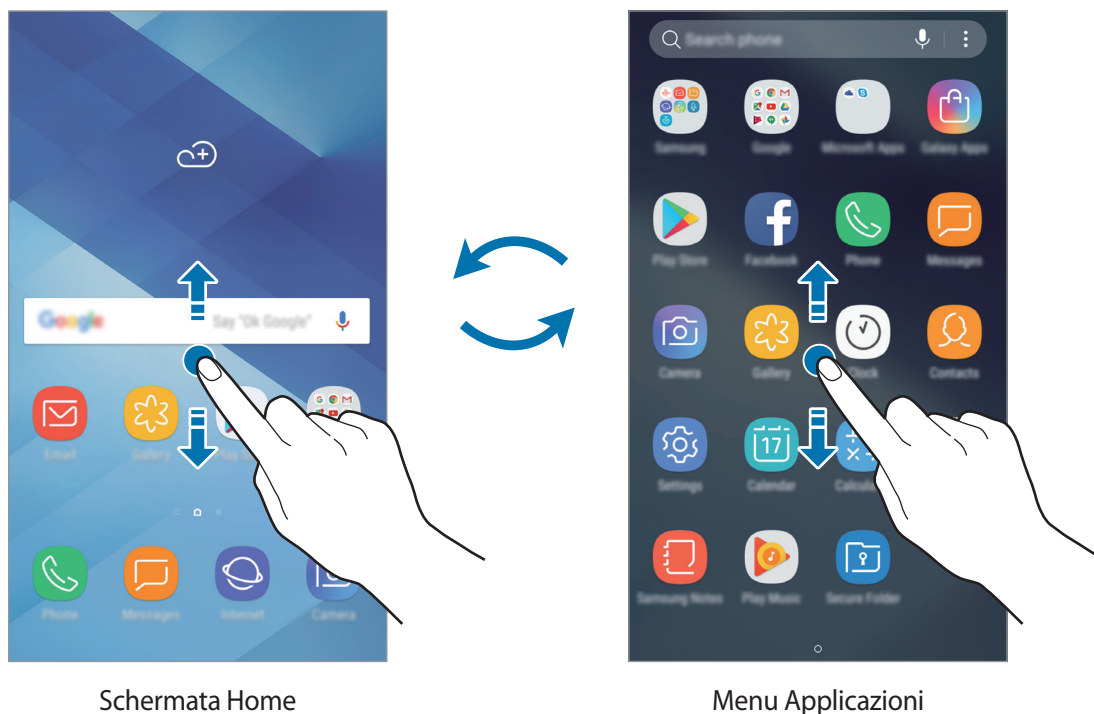 Google
Say "Ok Google"
Email
Gallery
Phone
Messages
Internet
Camera
Schermata Home
Search phone
Samsung
Google
Microsoft Apps
Galaxy Apps
Play Store
Facebook
Phone
Messages
Camera
Gallery
Clock
Contacts
Settings
17
Calendar
Samsung Notes
Play Music
Secure Folder
Menu Applicazioni